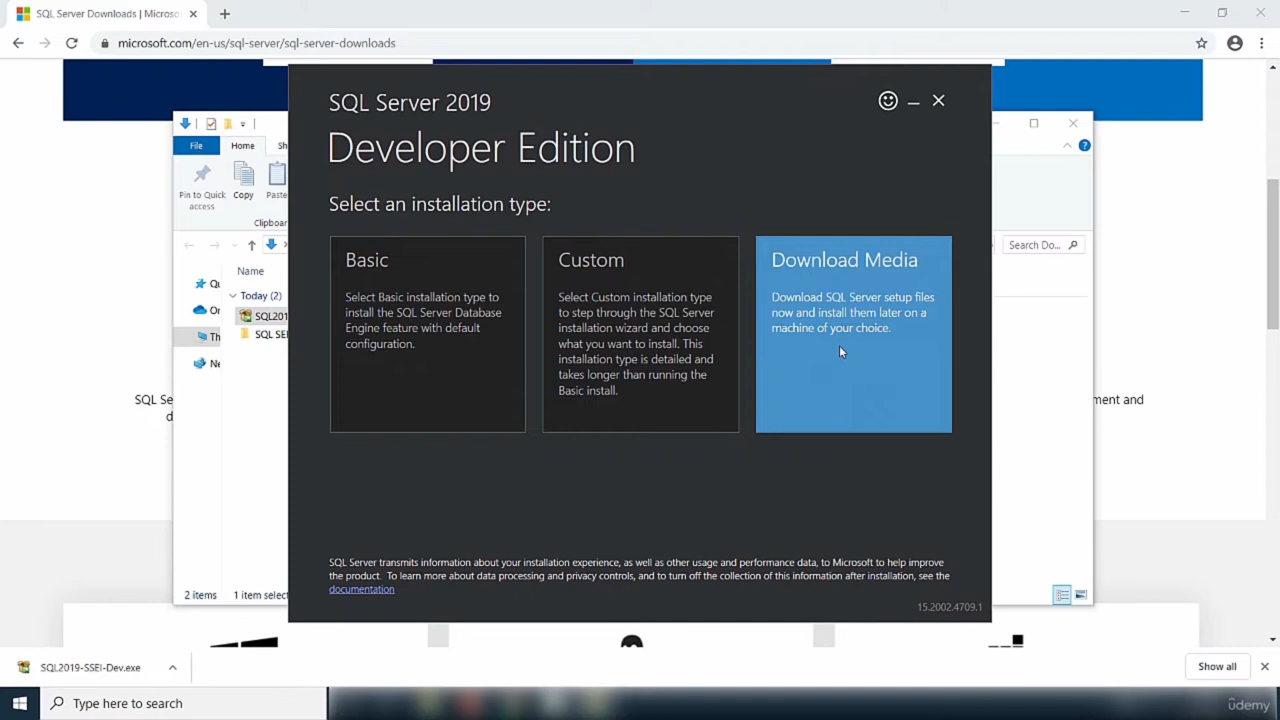 SQL Server Downloads | Microso
microsoft.com/en-us/sql-server/sql-server-downloads
SQL Server 2019
Developer Edition
Select an installation type:
Basic
Select Basic installation type to
install the SQL Server Database
Engine feature with default
configuration.
Custom
Select Custom installation type
to step through the SQL Server
installation wizard and choose
what you want to install. This
installation type is detailed and
takes longer than running the
Basic install.
Download Media
Download SQL Server setup files
now and install them later on a
machine of your choice.
SQL Server transmits information about your installation experience, as well as other usage and performance data, to Microsoft to help improve
the product.  To learn more about data processing and privacy controls, and to turn off the collection of this information after installation, see the
documentation
15.2002.4709.1
File
Home
Sh
Pin to Quick
access
Copy
Paste
Clipboar
Search Do...
Name
Today (2)
Qu
SQL201
Or
SQL SE
Th
Ne
SQL Se
d
ment and
2 items
1 item select
SQL2019-SSEI-Dev.exe
Show all
Type here to search
ûdemy